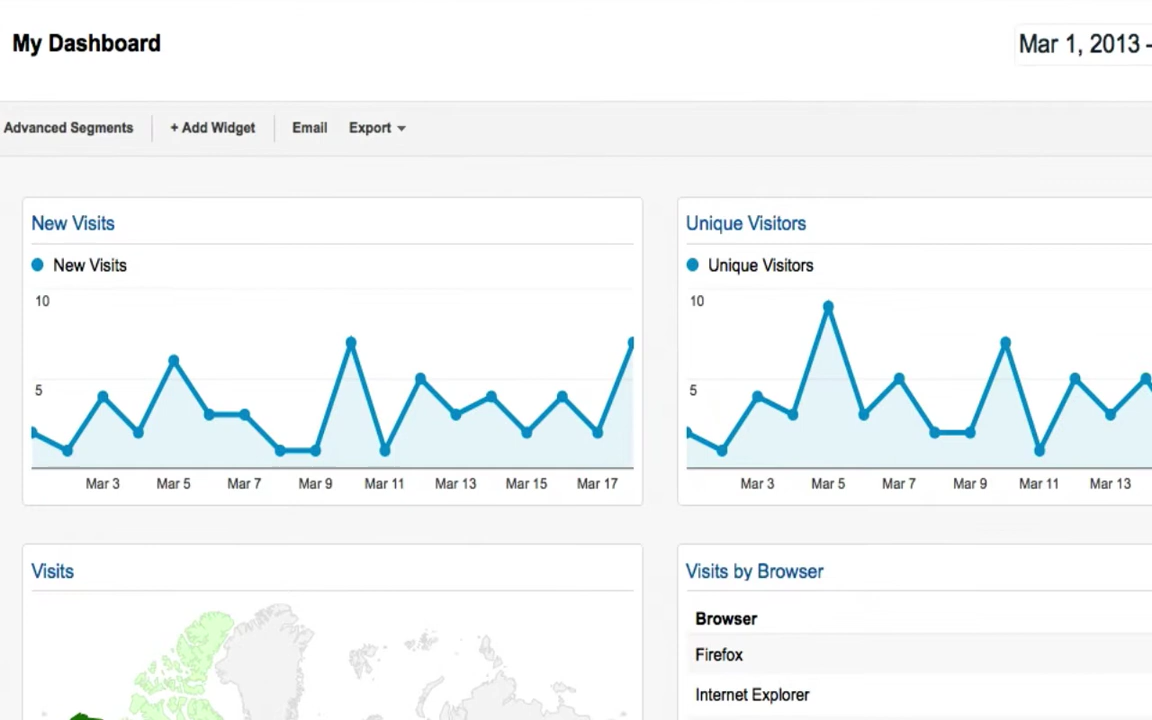 My Dashboard
Mar 1, 2013 -
Advanced Segments
+ Add Widget
Email
Export
New Visits
New Visits
10
5
Mar 3 Mar 5 Mar 7 Mar 9 Mar 11 Mar 13 Mar 15 Mar 17
Unique Visitors
Unique Visitors
10
5
Mar 3 Mar 5 Mar 7 Mar 9 Mar 11 Mar 13
Visits
Visits by Browser
Browser
Firefox
Internet Explorer